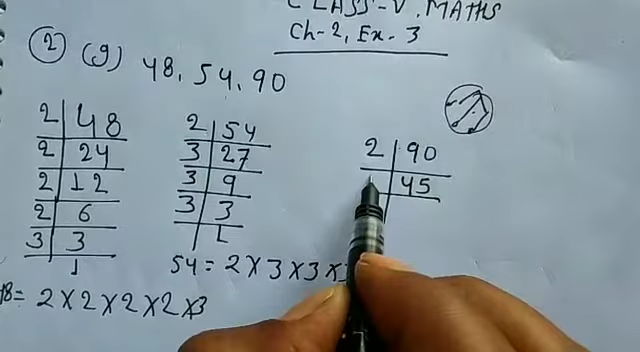 CLASS-V. MATHS
Ch-2, Ex-3
2 (g) 48, 54, 90
2 48
2 24
2 12
2 6
3 3
1
2 54
3 27
3 9
3 3
1
2 90
45
54 = 2 X 3 X 3 X
48 = 2 X 2 X 2 X 2 X 3